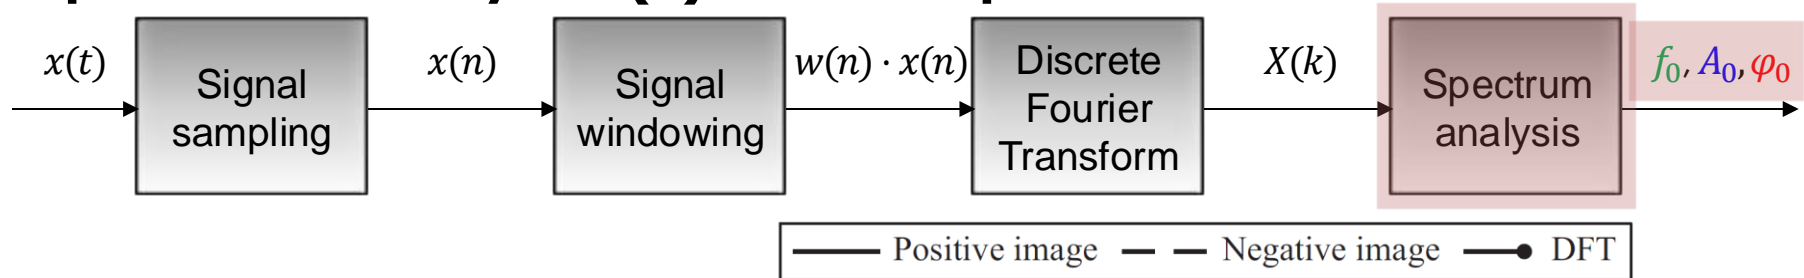 x(t)
Signal
sampling
x(n)
Signal
windowing
w(n) · x(n)
Discrete
Fourier
Transform
X(k)
Spectrum
analysis
f₀, A₀, φ₀
Positive image
Negative image
DFT